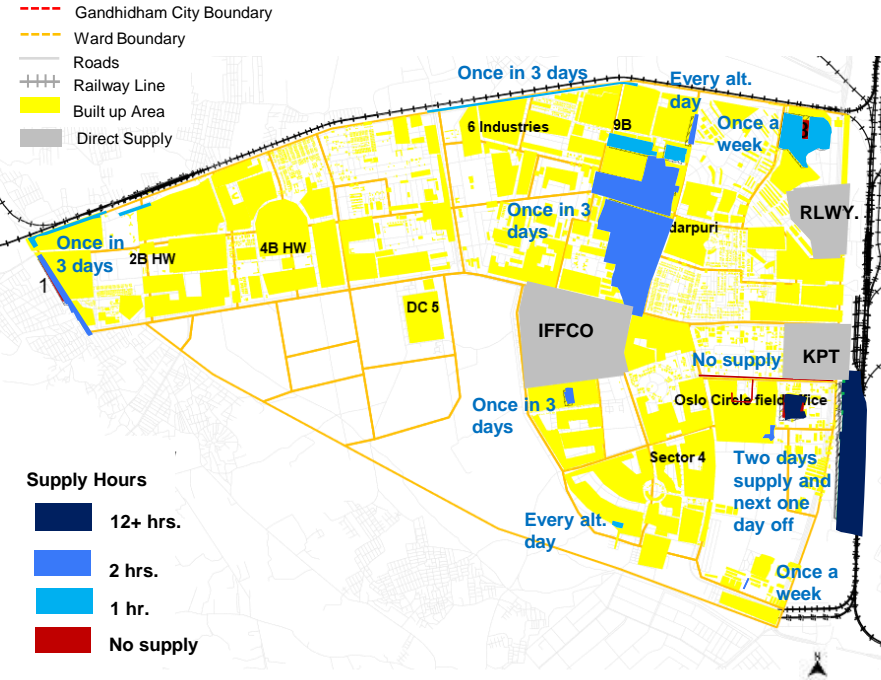 Gandhidham City Boundary
Ward Boundary
Roads
Railway Line
Built up Area
Direct Supply
Once in 3 days
Every alt.
day
6 Industries
9B
Once a
week
RLWY.
Once in 3
days
darpuri
Once in
3 days
2B HW
4B HW
1
DC 5
IFFCO
No supply
KPT
Oslo Circle field office
Once in 3
days
Sector 4
Two days
supply and
next one
day off
Every alt.
day
Once a
week
Supply Hours
12+ hrs.
2 hrs.
1 hr.
No supply
N